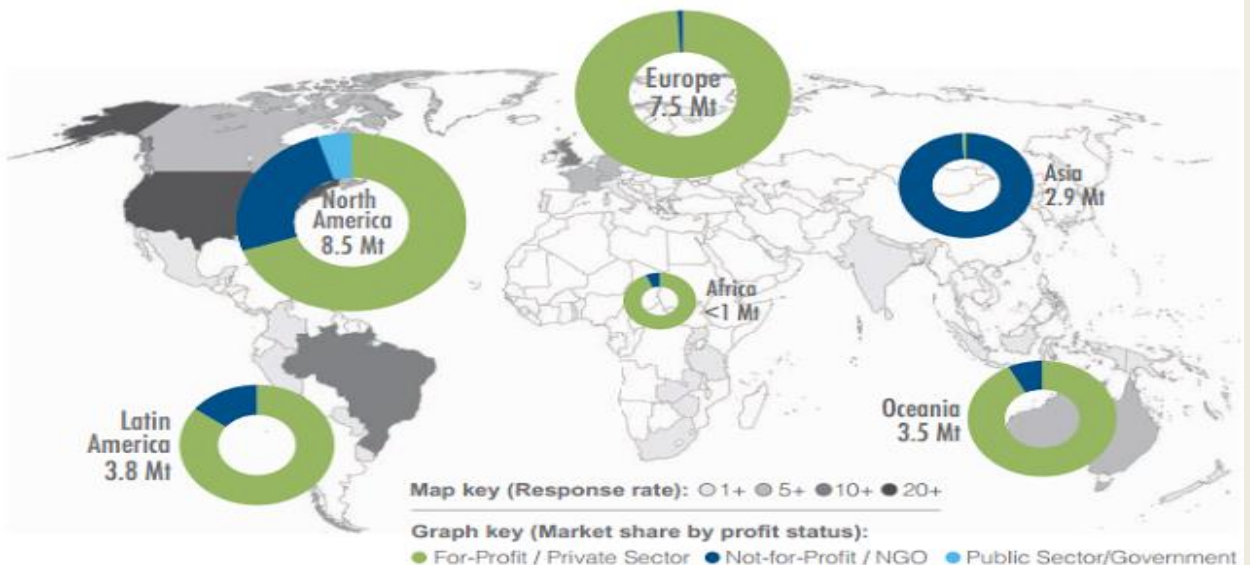 Europe
7.5 Mt
North
America
8.5 Mt
Asia
2.9 Mt
Africa
<1 Mt
Latin
America
3.8 Mt
Oceania
3.5 Mt
Map key (Response rate): 1+ 5+ 10+ 20+
Graph key (Market share by profit status):
For-Profit / Private Sector Not-for-Profit / NGO Public Sector/Government